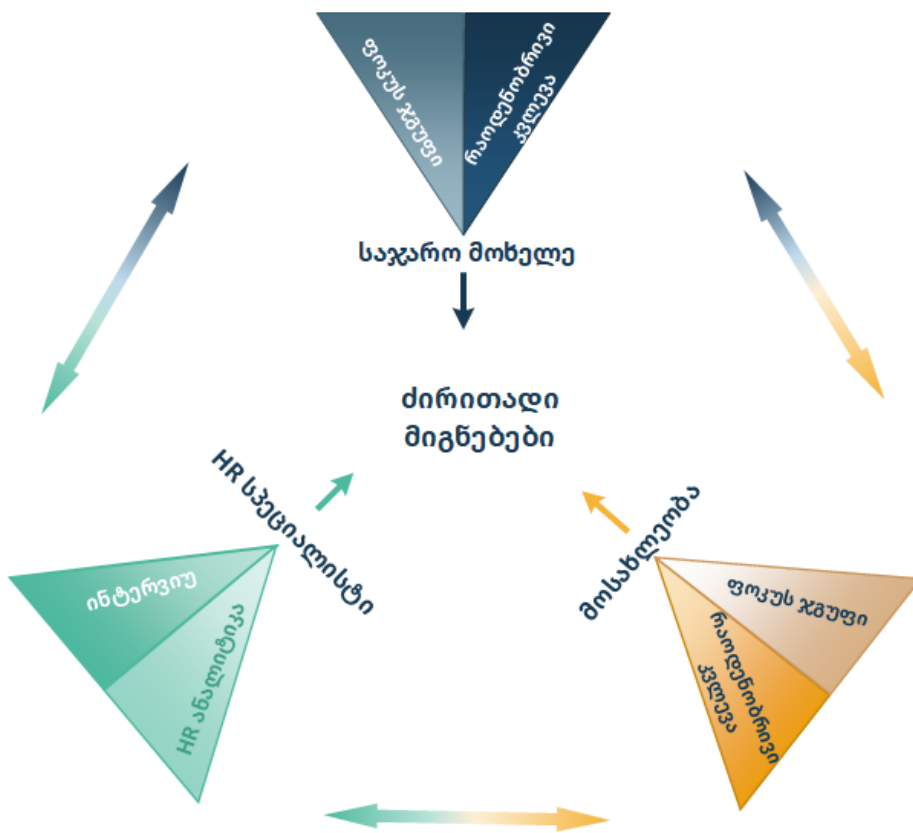 ფოკუს ჯგუფი
რაოდენობრივი
კვლევა
საჯარო მოხელე
ძირითადი
მიგნებები
HR სპეციალისტი
ინტერვიუ
HR ანალიტიკა
მოსახლეობა
ფოკუს ჯგუფი
რაოდენობრივი
კვლევა